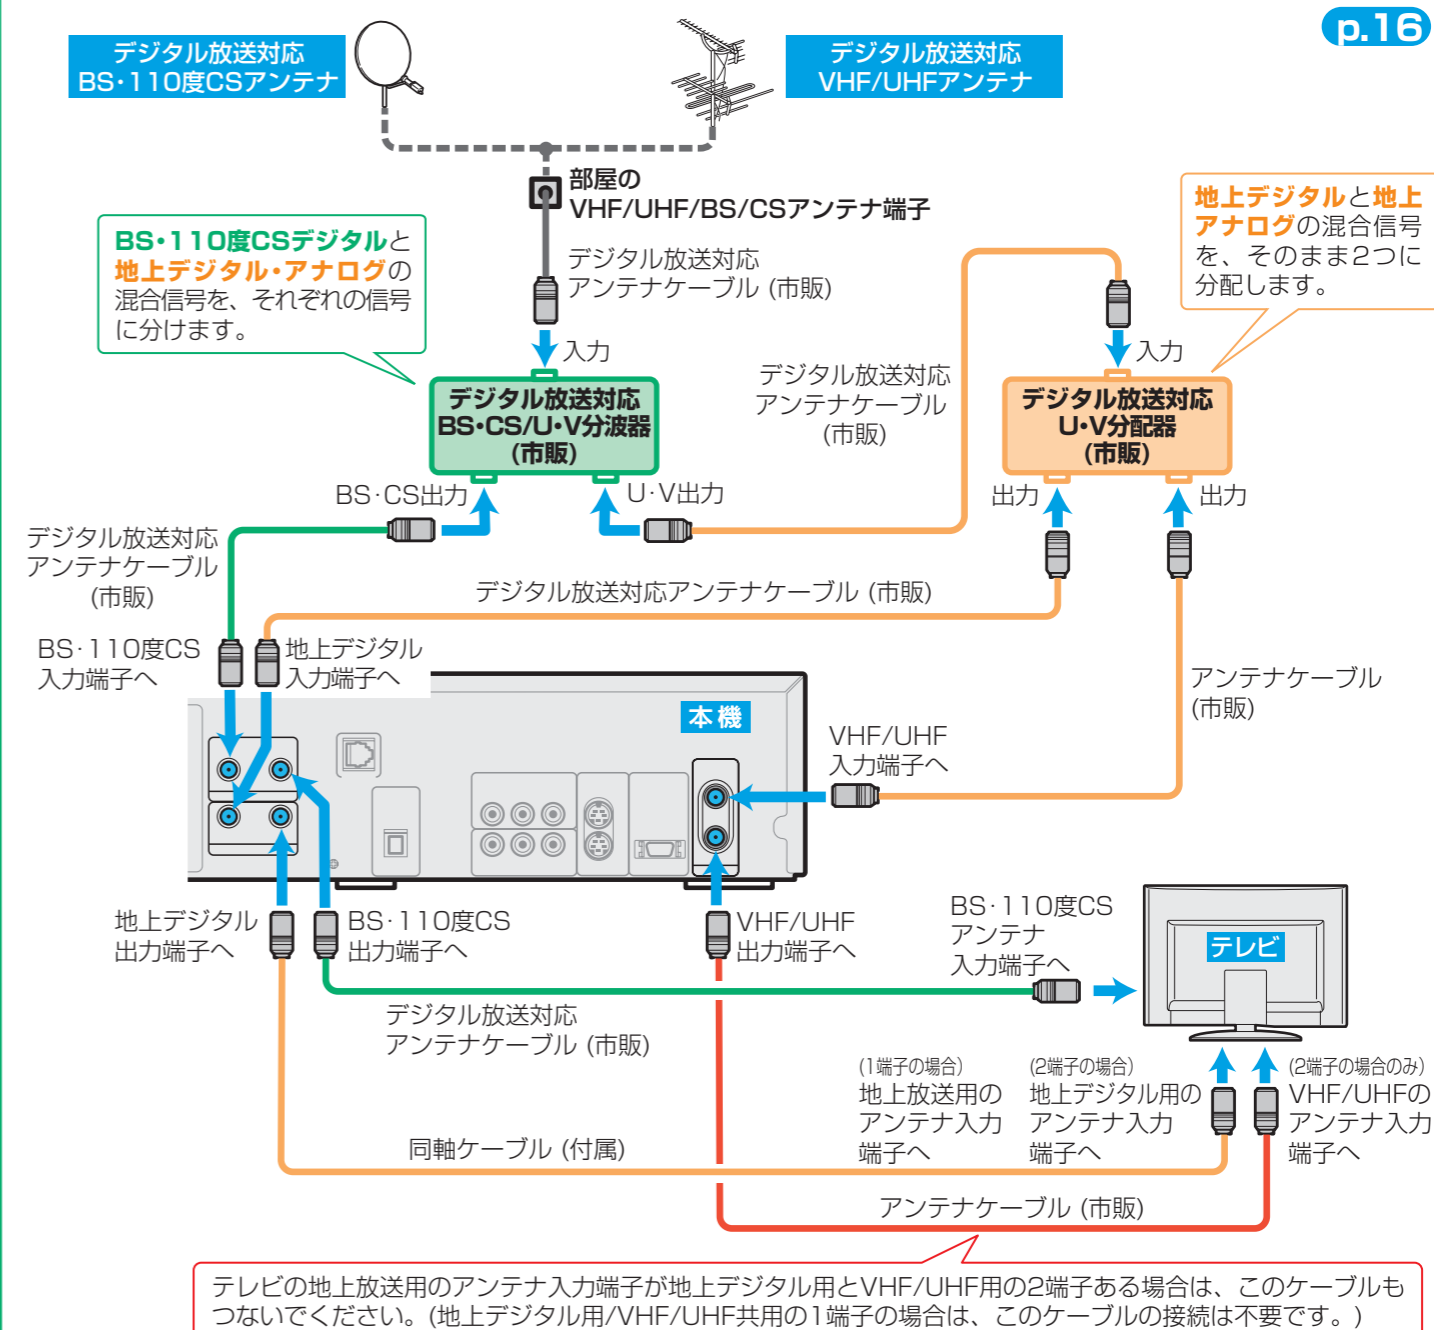 p.16
デジタル放送対応
BS･110度CSアンテナ
デジタル放送対応
VHF/UHFアンテナ
部屋の
VHF/UHF/BS/CSアンテナ端子
BS･110度CSデジタルと
地上デジタル･アナログの
混合信号を、それぞれの信号
に分けます。
地上デジタルと地上
アナログの混合信号
を、そのまま2つに
分配します。
デジタル放送対応
アンテナケーブル (市販)
入力
デジタル放送対応
BS･CS/U･V分波器
(市販)
デジタル放送対応
アンテナケーブル
(市販)
入力
デジタル放送対応
U･V分配器
(市販)
BS･CS出力
U･V出力
出力
出力
デジタル放送対応
アンテナケーブル
(市販)
デジタル放送対応アンテナケーブル (市販)
BS･110度CS
入力端子へ
地上デジタル
入力端子へ
アンテナケーブル
(市販)
本機
VHF/UHF
入力端子へ
地上デジタル
出力端子へ
BS･110度CS
出力端子へ
VHF/UHF
出力端子へ
BS･110度CS
アンテナ
入力端子へ
テレビ
デジタル放送対応
アンテナケーブル (市販)
(1端子の場合)
地上放送用の
アンテナ入力
端子へ
(2端子の場合)
地上デジタル用の
アンテナ入力
端子へ
(2端子の場合のみ)
VHF/UHFの
アンテナ入力
端子へ
同軸ケーブル (付属)
アンテナケーブル (市販)
テレビの地上放送用のアンテナ入力端子が地上デジタル用とVHF/UHF用の2端子ある場合は、このケーブルも
つないでください。(地上デジタル用/VHF/UHF共用の1端子の場合は、このケーブルの接続は不要です。)